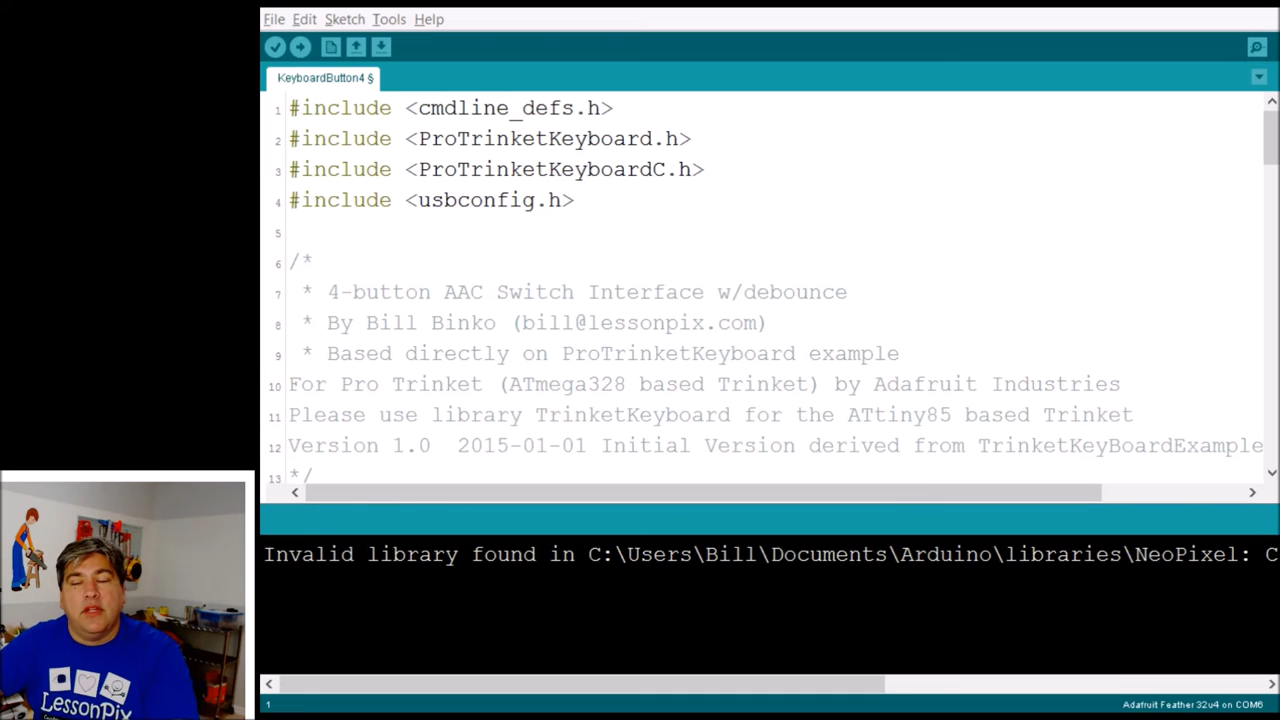 File Edit Sketch Tools Help
KeyboardButton4 §
1 #include <cmdline_defs.h>
2 #include <ProTrinketKeyboard.h>
3 #include <ProTrinketKeyboardC.h>
4 #include <usbconfig.h>
5
6 /*
7 * 4-button AAC Switch Interface w/debounce
8 * By Bill Binko (bill@lessonpix.com)
9 * Based directly on ProTrinketKeyboard example
10 For Pro Trinket (ATmega328 based Trinket) by Adafruit Industries
11 Please use library TrinketKeyboard for the ATtiny85 based Trinket
12 Version 1.0  2015-01-01 Initial Version derived from TrinketKeyBoardExample
13 */
Invalid library found in C:\Users\Bill\Documents\Arduino\libraries\NeoPixel: C
LessonPix
1 Adafruit Feather 32u4 on COM6